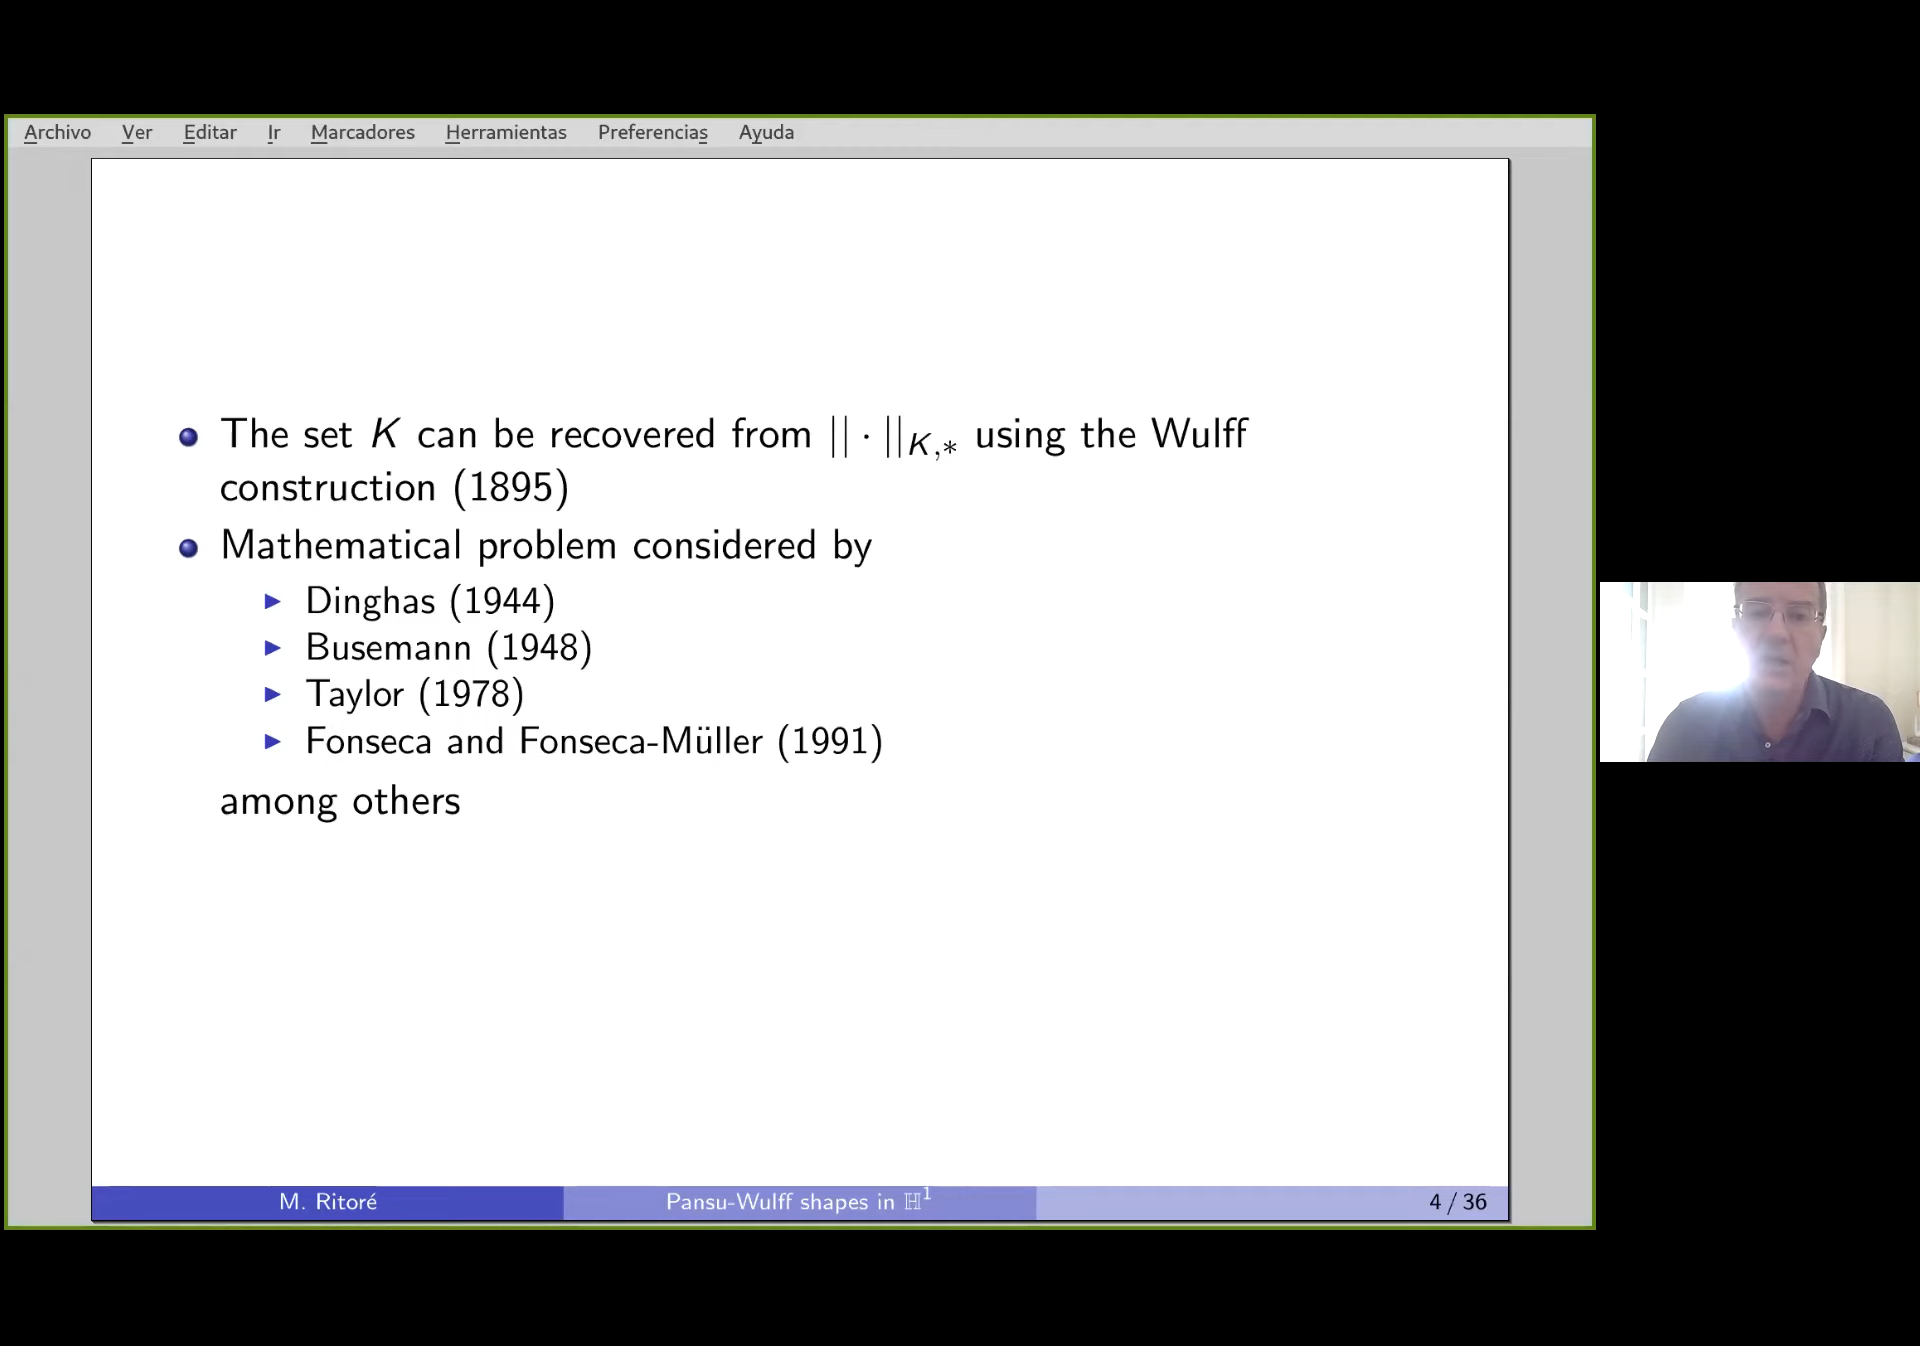 Archivo Ver Editar Ir Marcadores Herramientas Preferencias Ayuda
The set K can be recovered from || · ||K,∗ using the Wulff
construction (1895)
Mathematical problem considered by
Dinghas (1944)
Busemann (1948)
Taylor (1978)
Fonseca and Fonseca-Müller (1991)
among others
M. Ritoré Pansu-Wulff shapes in ℍ¹ 4 / 36